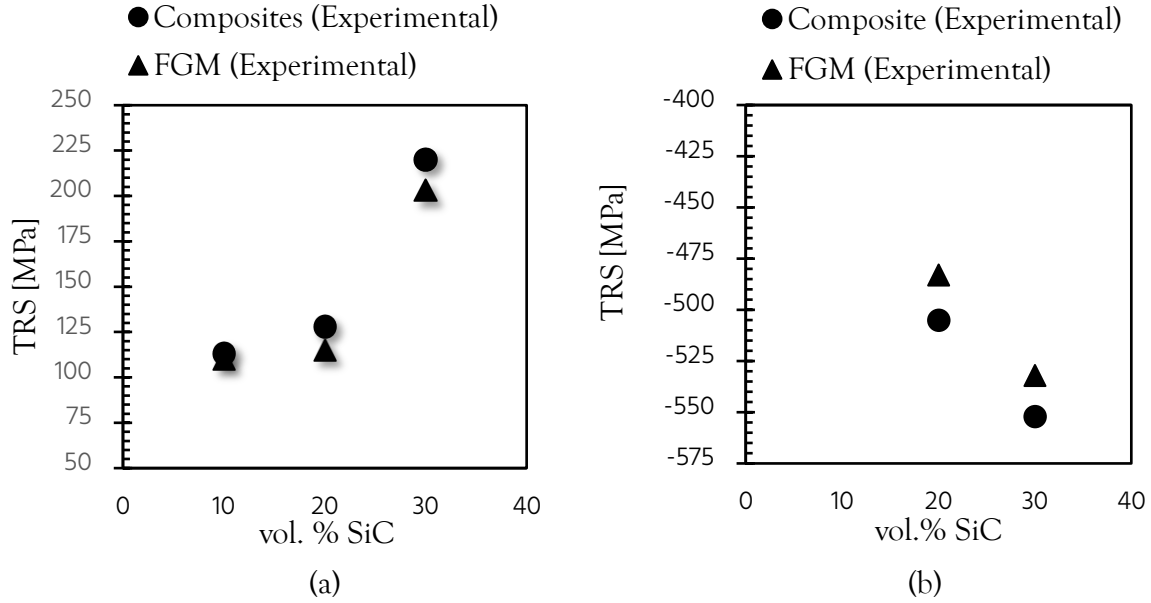 ● Composites (Experimental)
▲ FGM (Experimental)
250
225
200
175
150
125
100
75
50
TRS [MPa]
0 10 20 30 40
vol. % SiC
(a)
● Composite (Experimental)
▲ FGM (Experimental)
-400
-425
-450
-475
-500
-525
-550
-575
TRS [MPa]
0 10 20 30 40
vol.% SiC
(b)